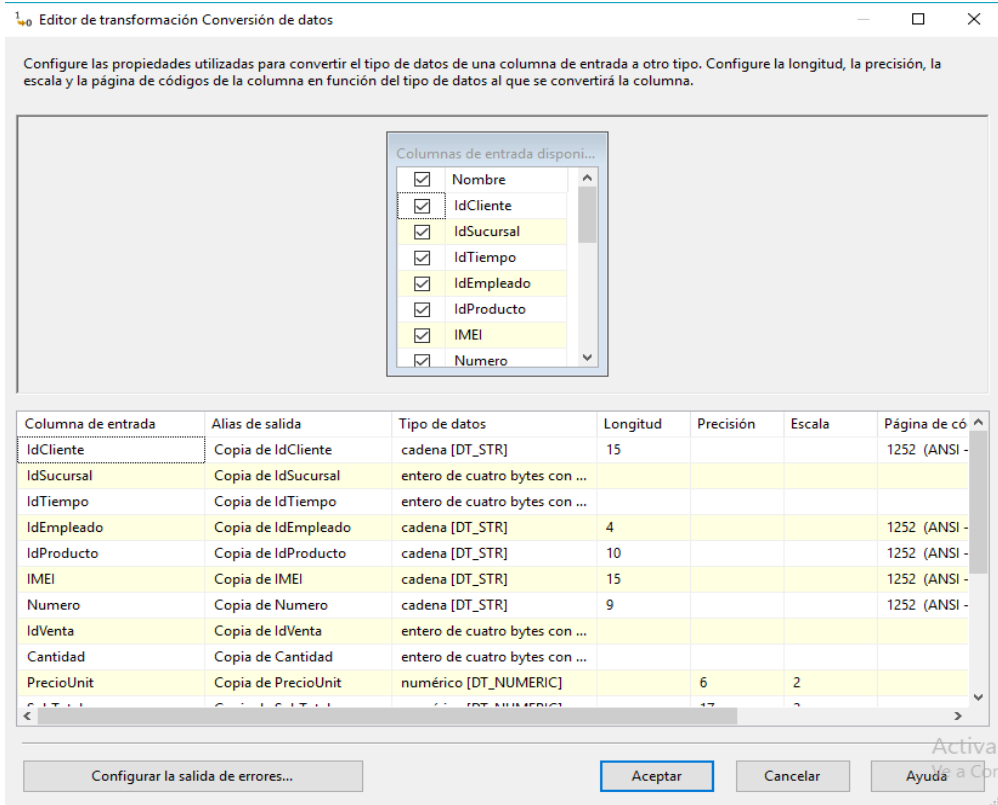 Editor de transformación Conversión de datos
Configure las propiedades utilizadas para convertir el tipo de datos de una columna de entrada a otro tipo. Configure la longitud, la precisión, la
escala y la página de códigos de la columna en función del tipo de datos al que se convertirá la columna.
Columnas de entrada disponi...
Nombre
IdCliente
IdSucursal
IdTiempo
IdEmpleado
IdProducto
IMEI
Numero
Columna de entrada Alias de salida Tipo de datos Longitud Precisión Escala Página de có
IdCliente Copia de IdCliente cadena [DT_STR] 15 1252 (ANSI -
IdSucursal Copia de IdSucursal entero de cuatro bytes con ...
IdTiempo Copia de IdTiempo entero de cuatro bytes con ...
IdEmpleado Copia de IdEmpleado cadena [DT_STR] 4 1252 (ANSI -
IdProducto Copia de IdProducto cadena [DT_STR] 10 1252 (ANSI -
IMEI Copia de IMEI cadena [DT_STR] 15 1252 (ANSI -
Numero Copia de Numero cadena [DT_STR] 9 1252 (ANSI -
IdVenta Copia de IdVenta entero de cuatro bytes con ...
Cantidad Copia de Cantidad entero de cuatro bytes con ...
PrecioUnit Copia de PrecioUnit numérico [DT_NUMERIC] 6 2
Activa
Configurar la salida de errores... Aceptar Cancelar Ayuda
Ve a Con